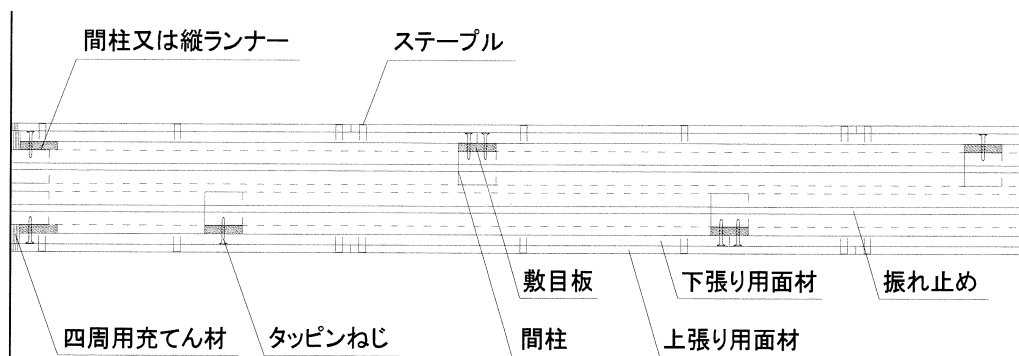 間柱又は縦ランナー
ステープル
敷目板
下張り用面材
振れ止め
四周用充てん材
タッピンねじ
間柱
上張り用面材